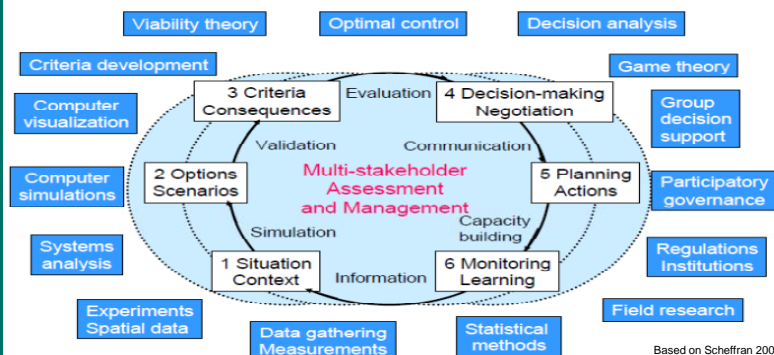 Viability theory
Optimal control
Decision analysis
Criteria development
Game theory
3 Criteria
Consequences
Evaluation
4 Decision-making
Negotiation
Computer
visualization
Group
decision
support
Validation
Communication
2 Options
Scenarios
Multi-stakeholder
Assessment
and Management
5 Planning
Actions
Computer
simulations
Participatory
governance
Simulation
Capacity
building
Systems
analysis
1 Situation
Context
Information
6 Monitoring
Learning
Regulations
Institutions
Experiments
Spatial data
Field research
Data gathering
Measurements
Statistical
methods
Based on Scheffran